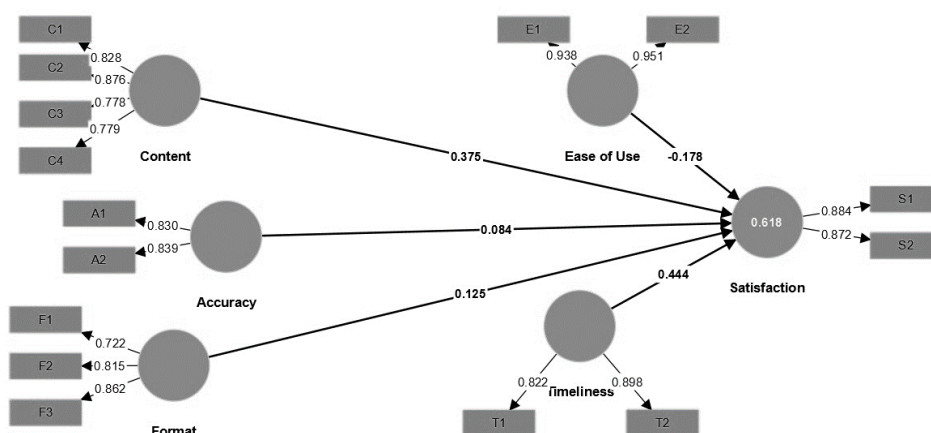 C1
0.828
C2
0.876
0.778
C3
0.779
C4
Content
E1
E2
0.938
0.951
Ease of Use
0.375
-0.178
A1
0.830
A2
0.839
Accuracy
0.084
0.618
S1
0.884
0.872
S2
Satisfaction
0.125
0.444
F1
0.722
F2
0.815
0.862
F3
Format
0.822
0.898
Timeliness
T1
T2